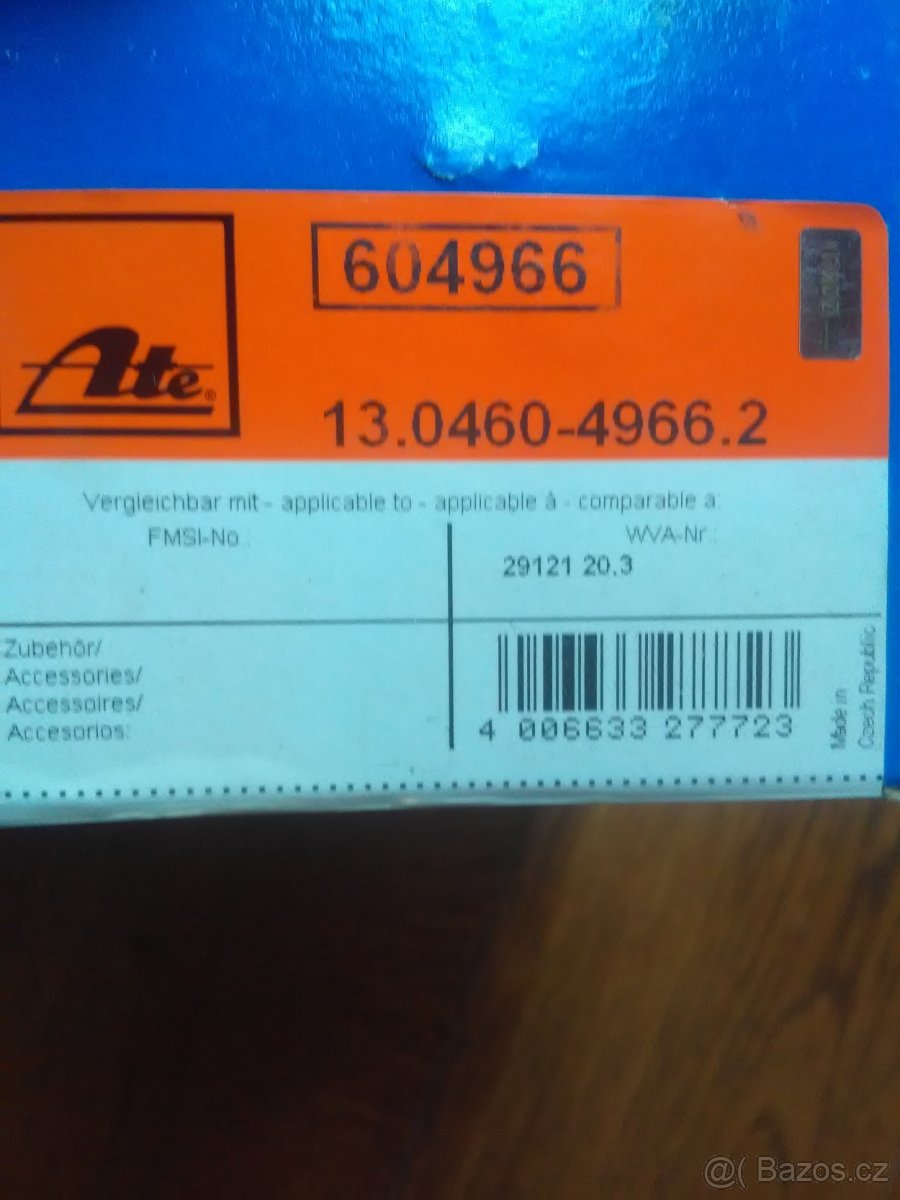 604966
Ate®
13.0460-4966.2
Vergleichbar mit - applicable to - applicable à - comparable a:
FMSI-No.:
WVA-Nr.:
29121 20.3
Zubehör/
Accessories/
Accessoires/
Accesorios:
4 006633 277723
Made in
Czech Republic
@( Bazos.cz